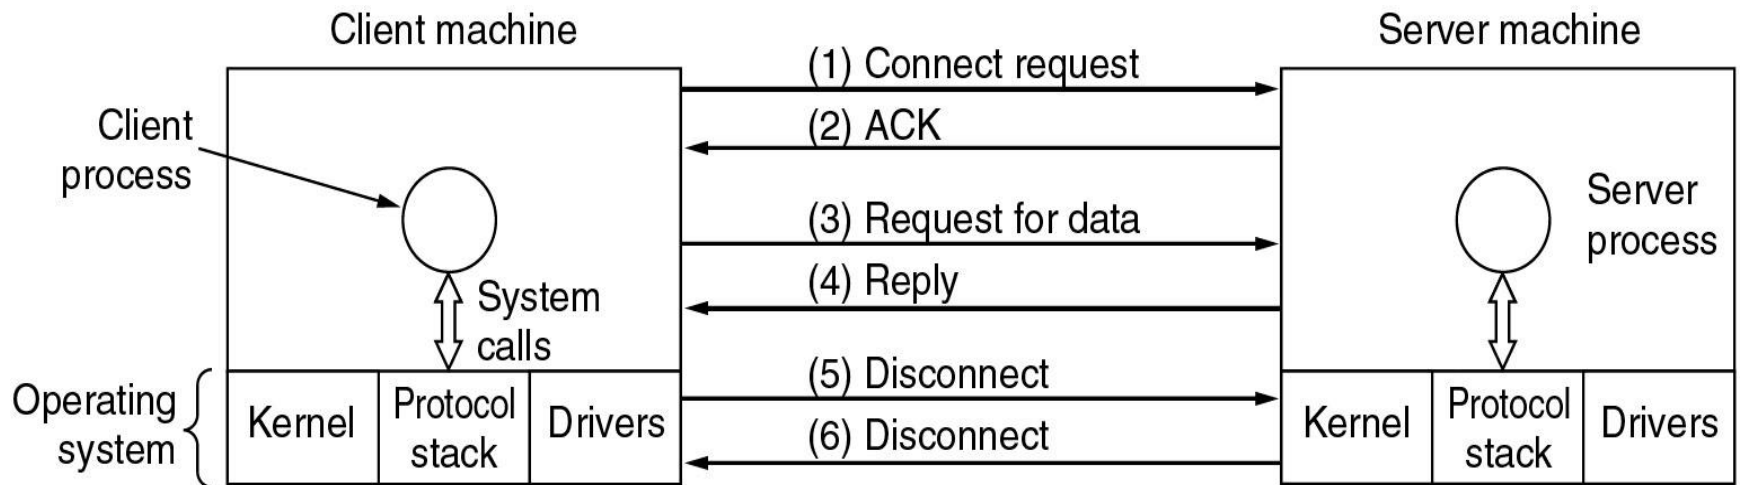 Client machine
Server machine
(1) Connect request
(2) ACK
Client
process
(3) Request for data
Server
process
(4) Reply
System
calls
(5) Disconnect
Operating
system
Kernel
Protocol
stack
Drivers
(6) Disconnect
Kernel
Protocol
stack
Drivers